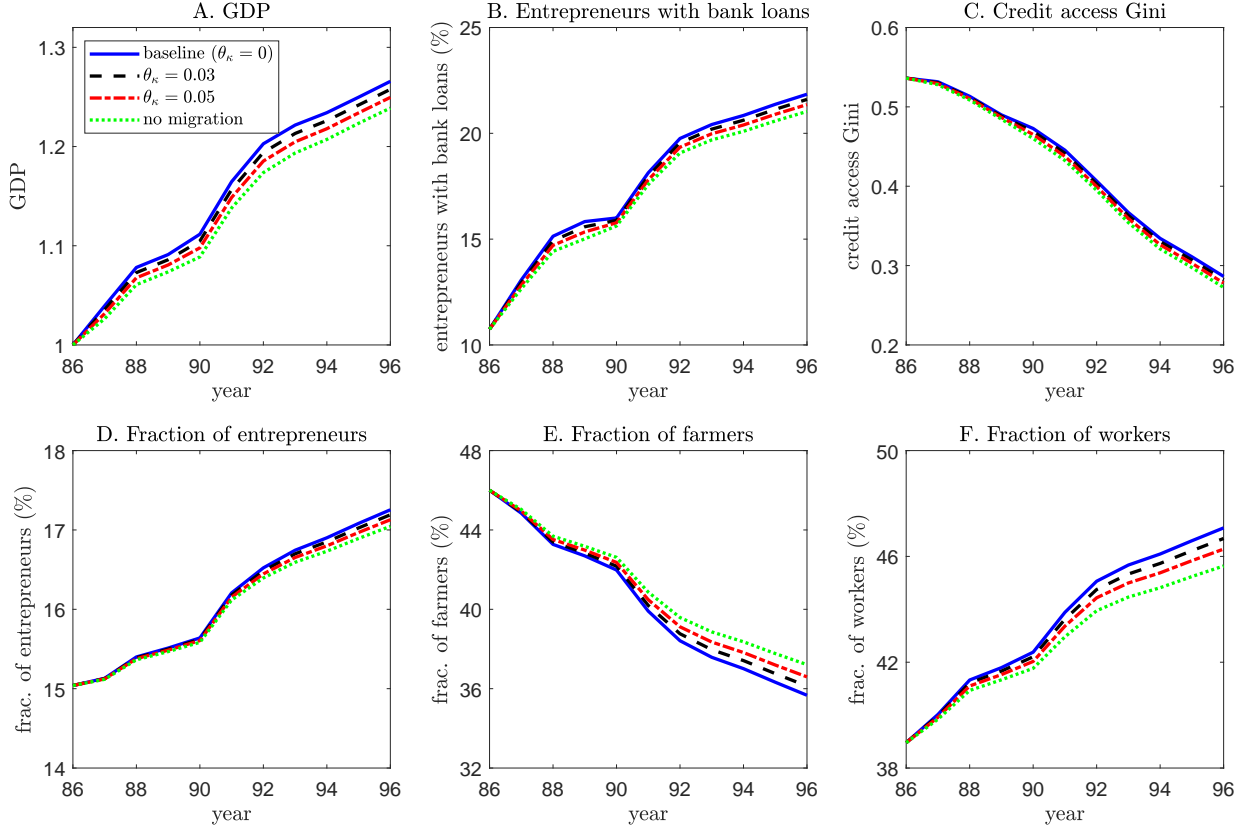 A. GDP
B. Entrepreneurs with bank loans
C. Credit access Gini
1.3
1.2
1.1
1
GDP
baseline (θκ = 0)
θκ = 0.03
θκ = 0.05
no migration
86 88 90 92 94 96
year
25
20
15
10
entrepreneurs with bank loans (%)
86 88 90 92 94 96
year
0.6
0.5
0.4
0.3
0.2
credit access Gini
86 88 90 92 94 96
year
D. Fraction of entrepreneurs
E. Fraction of farmers
F. Fraction of workers
18
17
16
15
14
frac. of entrepreneurs (%)
86 88 90 92 94 96
year
48
44
40
36
32
frac. of farmers (%)
86 88 90 92 94 96
year
50
46
42
38
frac. of workers (%)
86 88 90 92 94 96
year